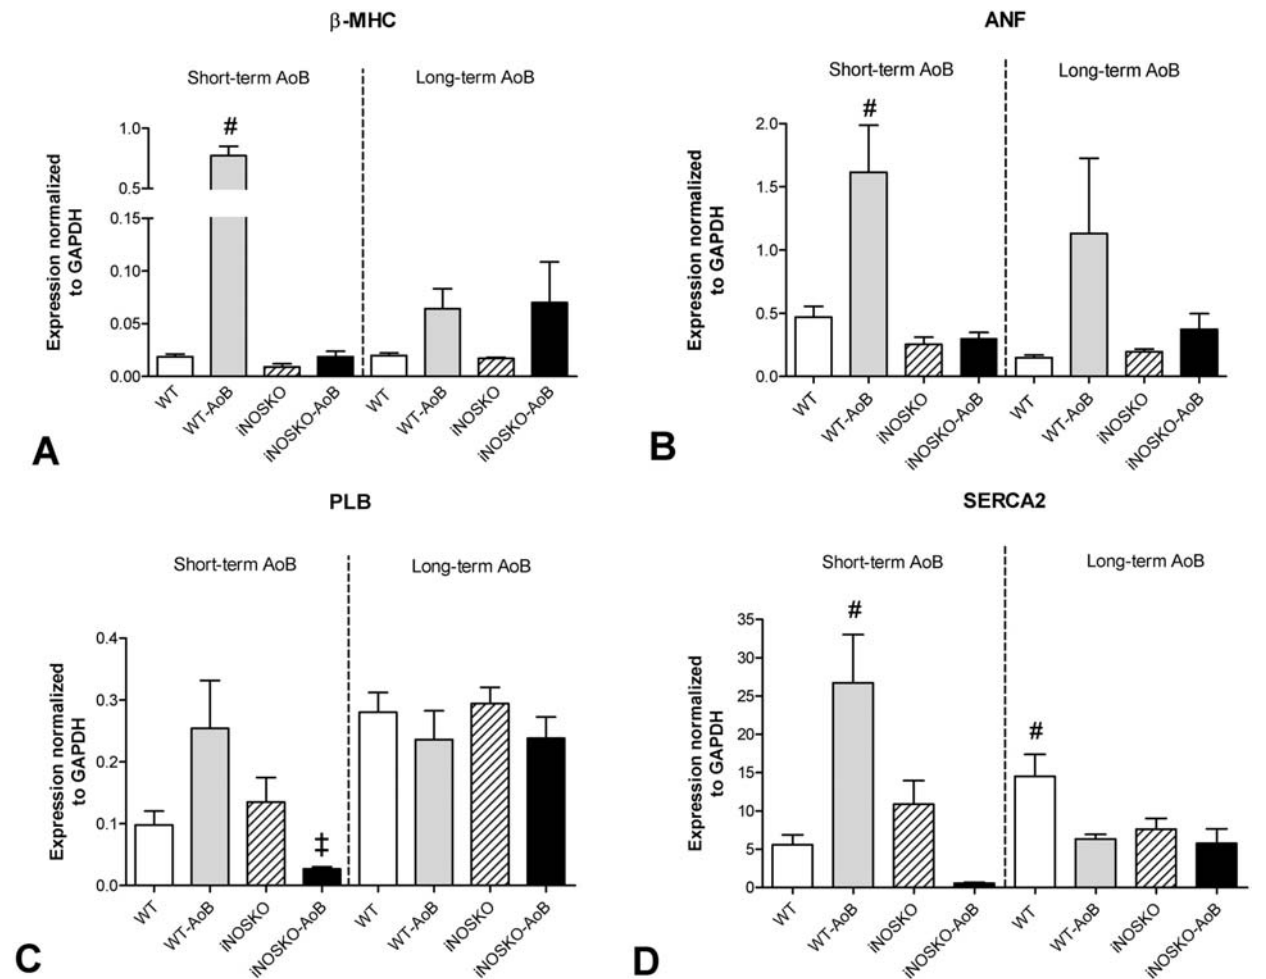 β-MHC
Short-term AoB
Long-term AoB
Expression normalized
to GAPDH
#
1.0
0.5
0.15
0.10
0.05
0.00
WT
WT-AoB
iNOSKO
iNOSKO-AoB
WT
WT-AoB
iNOSKO
iNOSKO-AoB
A
ANF
Short-term AoB
Long-term AoB
Expression normalized
to GAPDH
#
2.0
1.5
1.0
0.5
0.0
WT
WT-AoB
iNOSKO
iNOSKO-AoB
WT
WT-AoB
iNOSKO
iNOSKO-AoB
B
PLB
Short-term AoB
Long-term AoB
Expression normalized
to GAPDH
0.4
0.3
0.2
0.1
0.0
‡
WT
WT-AoB
iNOSKO
iNOSKO-AoB
WT
WT-AoB
iNOSKO
iNOSKO-AoB
C
SERCA2
Short-term AoB
Long-term AoB
Expression normalized
to GAPDH
#
#
35
30
25
20
15
10
5
0
WT
WT-AoB
iNOSKO
iNOSKO-AoB
WT
WT-AoB
iNOSKO
iNOSKO-AoB
D